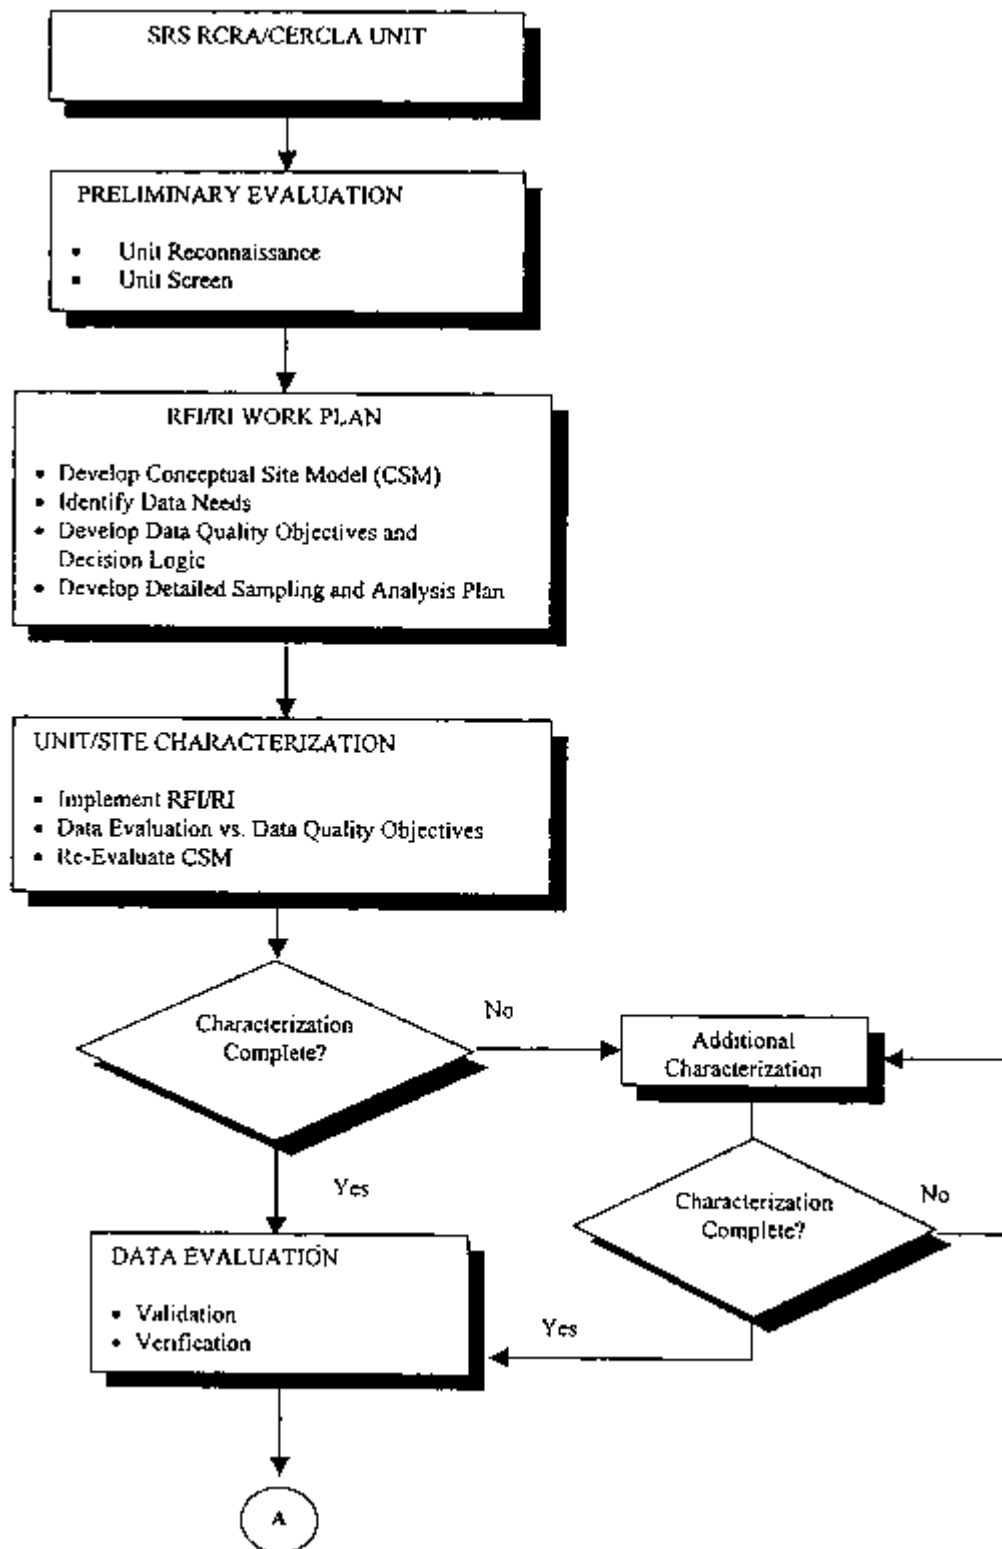 SRS RCRA/CERCLA UNIT
PRELIMINARY EVALUATION
• Unit Reconnaissance
▪ Unit Screen
RFI/RI WORK PLAN
• Develop Conceptual Site Model (CSM)
• Identify Data Needs
• Develop Data Quality Objectives and
Decision Logic
• Develop Detailed Sampling and Analysis Plan
UNIT/SITE CHARACTERIZATION
▪ Implement RFI/RI
• Data Evaluation vs. Data Quality Objectives
• Re-Evaluate CSM
Characterization
Complete?
No
Additional
Characterization
Yes
Characterization
Complete?
No
DATA EVALUATION
• Validation
• Verification
Yes
A